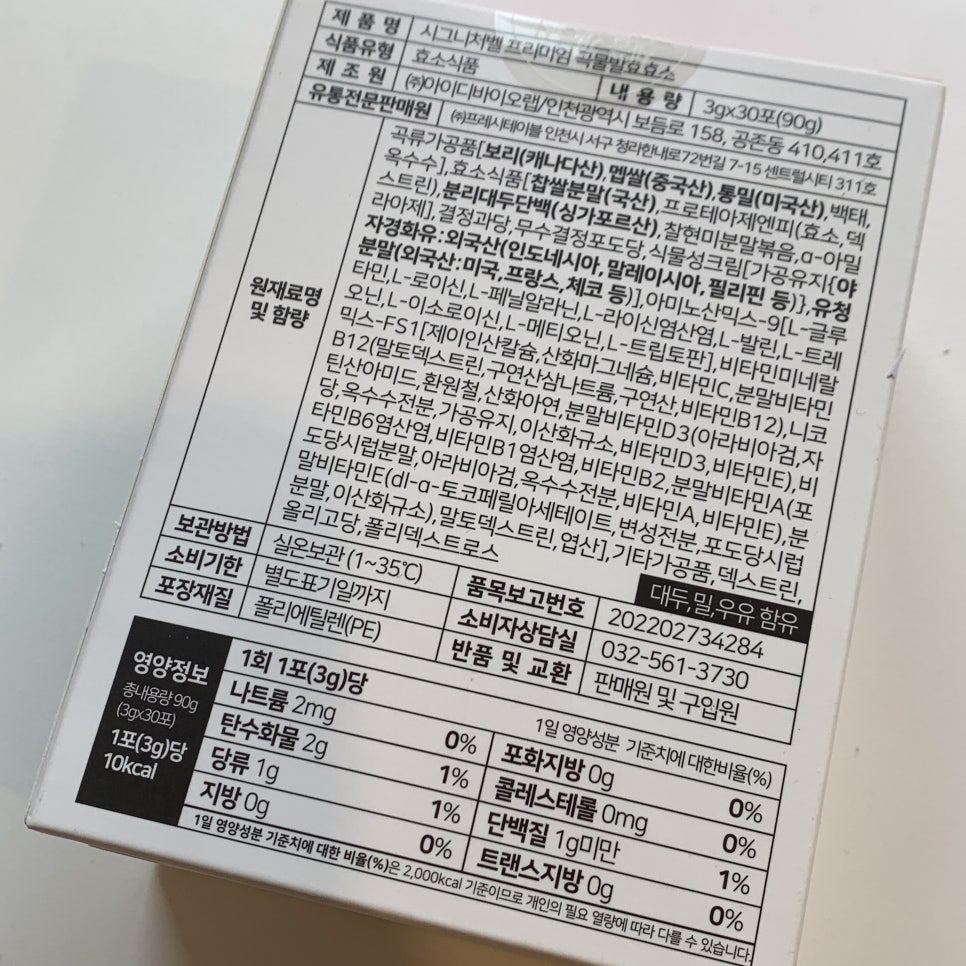 제품명 시그니처벨 프리미엄 곡물발효효소
식품유형 효소식품 내용량 3gx30포(90g)
제조원 ㈜아이디바이오랩/인천광역시 보듬로 158, 공존동 410,411호
유통전문판매원 ㈜프레시테이블 인천시 서구 청라한내로72번길 7-15 센트럴시티 311호
원재료명 및 함량
곡류가공품[보리(캐나다산),멥쌀(중국산),통밀(미국산),백태,
옥수수],효소식품[찹쌀분말(국산),프로테아제엔피(효소,덱
스트린),분리대두단백(싱가포르산),찰현미분말볶음,α-아밀
라아제],결정과당,무수결정포도당,식물성크림[가공유지{야
자경화유:외국산(인도네시아,말레이시아,필리핀 등)},유청
분말(외국산:미국,프랑스,체코 등)],아미노산믹스-9[L-글루
타민,L-로이신,L-페닐알라닌,L-라이신염산염,L-발린,L-트레
오닌,L-이소로이신,L-메티오닌,L-트립토판],비타민미네랄
믹스-FS1[제이인산칼슘,산화마그네슘,비타민C,분말비타민
B12(말토덱스트린,구연산삼나트륨,구연산,비타민B12),니코
틴산아미드,환원철,산화아연,분말비타민D3(아라비아검,자
당,옥수수전분,가공유지,이산화규소,비타민D3,비타민E),비
타민B6염산염,비타민B1염산염,비타민B2,분말비타민A(포
도당시럽분말,아라비아검,옥수수전분,비타민A,비타민E),분
말비타민E(dl-α-토코페릴아세테이트,변성전분,포도당시럽
분말,이산화규소),말토덱스트린,엽산],기타가공품,덱스트린,
올리고당,폴리덱스트로스
대두,밀,우유 함유
보관방법 실온보관 (1~35℃) 품목보고번호 202202734284
소비기한 별도표기일까지 소비자상담실 032-561-3730
포장재질 폴리에틸렌(PE) 반품 및 교환 판매원 및 구입원
영양정보
총내용량 90g
(3gx30포)
1포(3g)당
10kcal
1회 1포(3g)당 1일 영양성분 기준치에 대한비율(%)
나트륨 2mg 0% 포화지방 0g 0%
탄수화물 2g 1% 콜레스테롤 0mg 0%
당류 1g 1% 단백질 1g미만 1%
지방 0g 0% 트랜스지방 0g 0%
1일 영양성분 기준치에 대한 비율(%)은 2,000kcal 기준이므로 개인의 필요 열량에 따라 다를 수 있습니다.